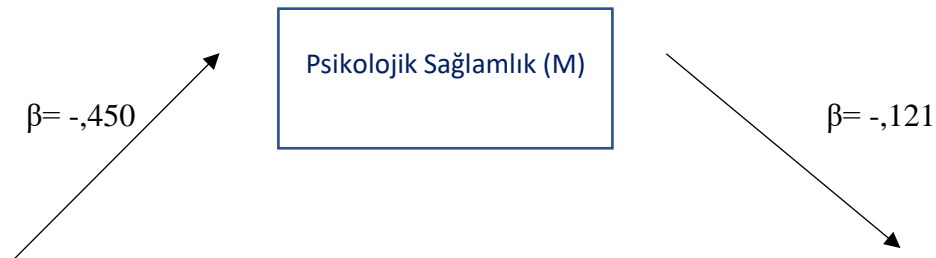 Psikolojik Sağlamlık (M)
β= -,450
β= -,121